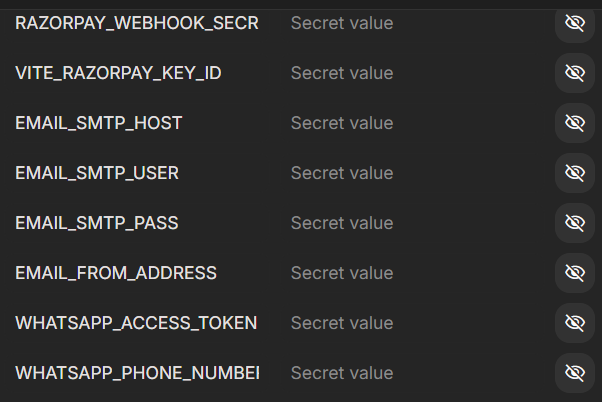 RAZORPAY_WEBHOOK_SECR Secret value
VITE_RAZORPAY_KEY_ID Secret value
EMAIL_SMTP_HOST Secret value
EMAIL_SMTP_USER Secret value
EMAIL_SMTP_PASS Secret value
EMAIL_FROM_ADDRESS Secret value
WHATSAPP_ACCESS_TOKEN Secret value
WHATSAPP_PHONE_NUMBE Secret value